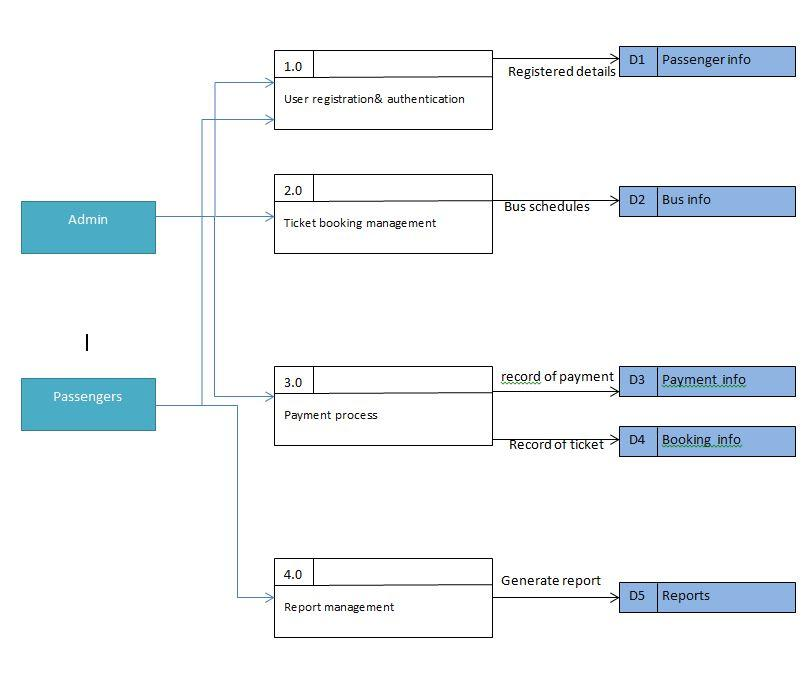 1.0
User registration& authentication
Registered details
D1 Passenger info
2.0
Ticket booking management
Bus schedules
D2 Bus info
Admin
Passengers
3.0
Payment process
record of payment
D3 Payment info
Record of ticket
D4 Booking info
4.0
Report management
Generate report
D5 Reports